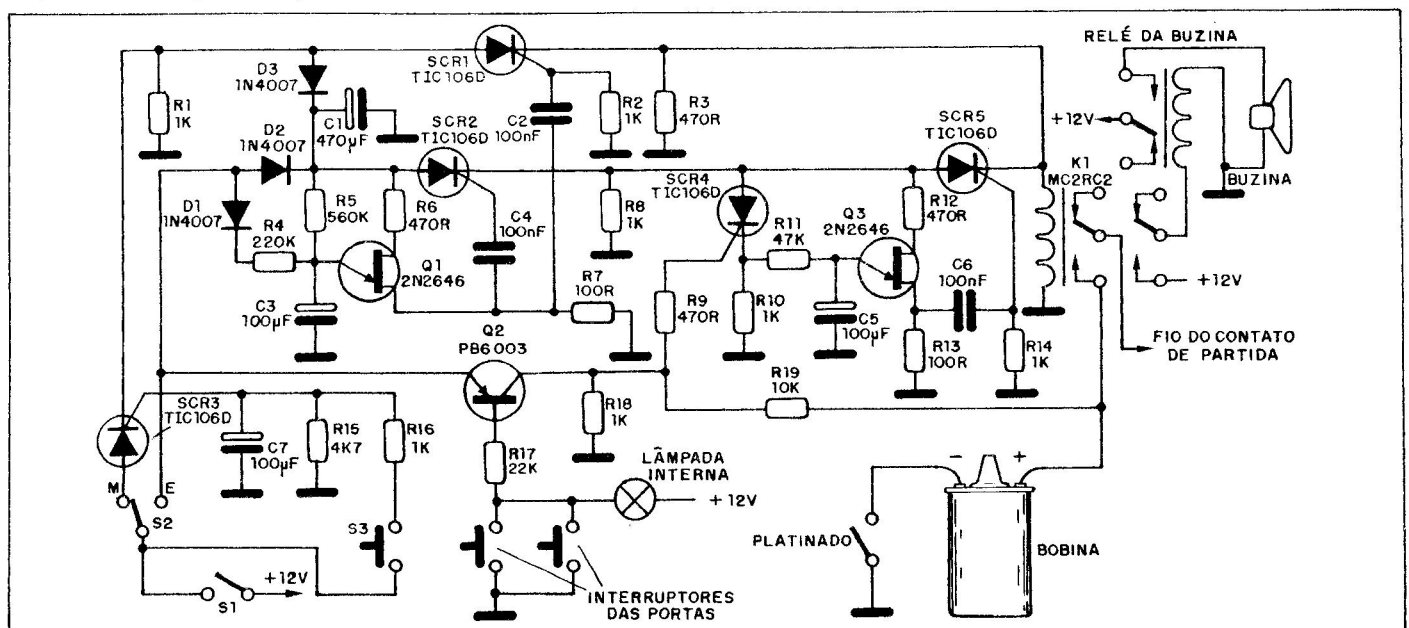 RELÉ DA BUZINA
SCR1
TIC106D
D3
1N4007
R1
1K
C1
470µF
SCR2
TIC106D
C2
100nF
R2
1K
R3
470R
SCR5
TIC106D
+12V
BUZINA
D2
1N4007
SCR4
TIC106D
K1
MC2RC2
D1
1N4007
R5
560K
R6
470R
R4
220K
C4
100nF
R8
1K
R11
47K
Q3
2N2646
R12
470R
C6
100nF
+12V
Q1
2N2646
C3
100µF
R7
100R
R9
470R
R10
1K
C5
100µF
R13
100R
R14
1K
FIO DO CONTATO
DE PARTIDA
Q2
PB6003
R19
10K
SCR3
TIC106D
C7
100µF
R15
4K7
R16
1K
R18
1K
R17
22K
LÂMPADA
INTERNA
+12V
M
E
S2
S3
- +
PLATINADO
BOBINA
+12V
S1
INTERRUPTORES
DAS PORTAS